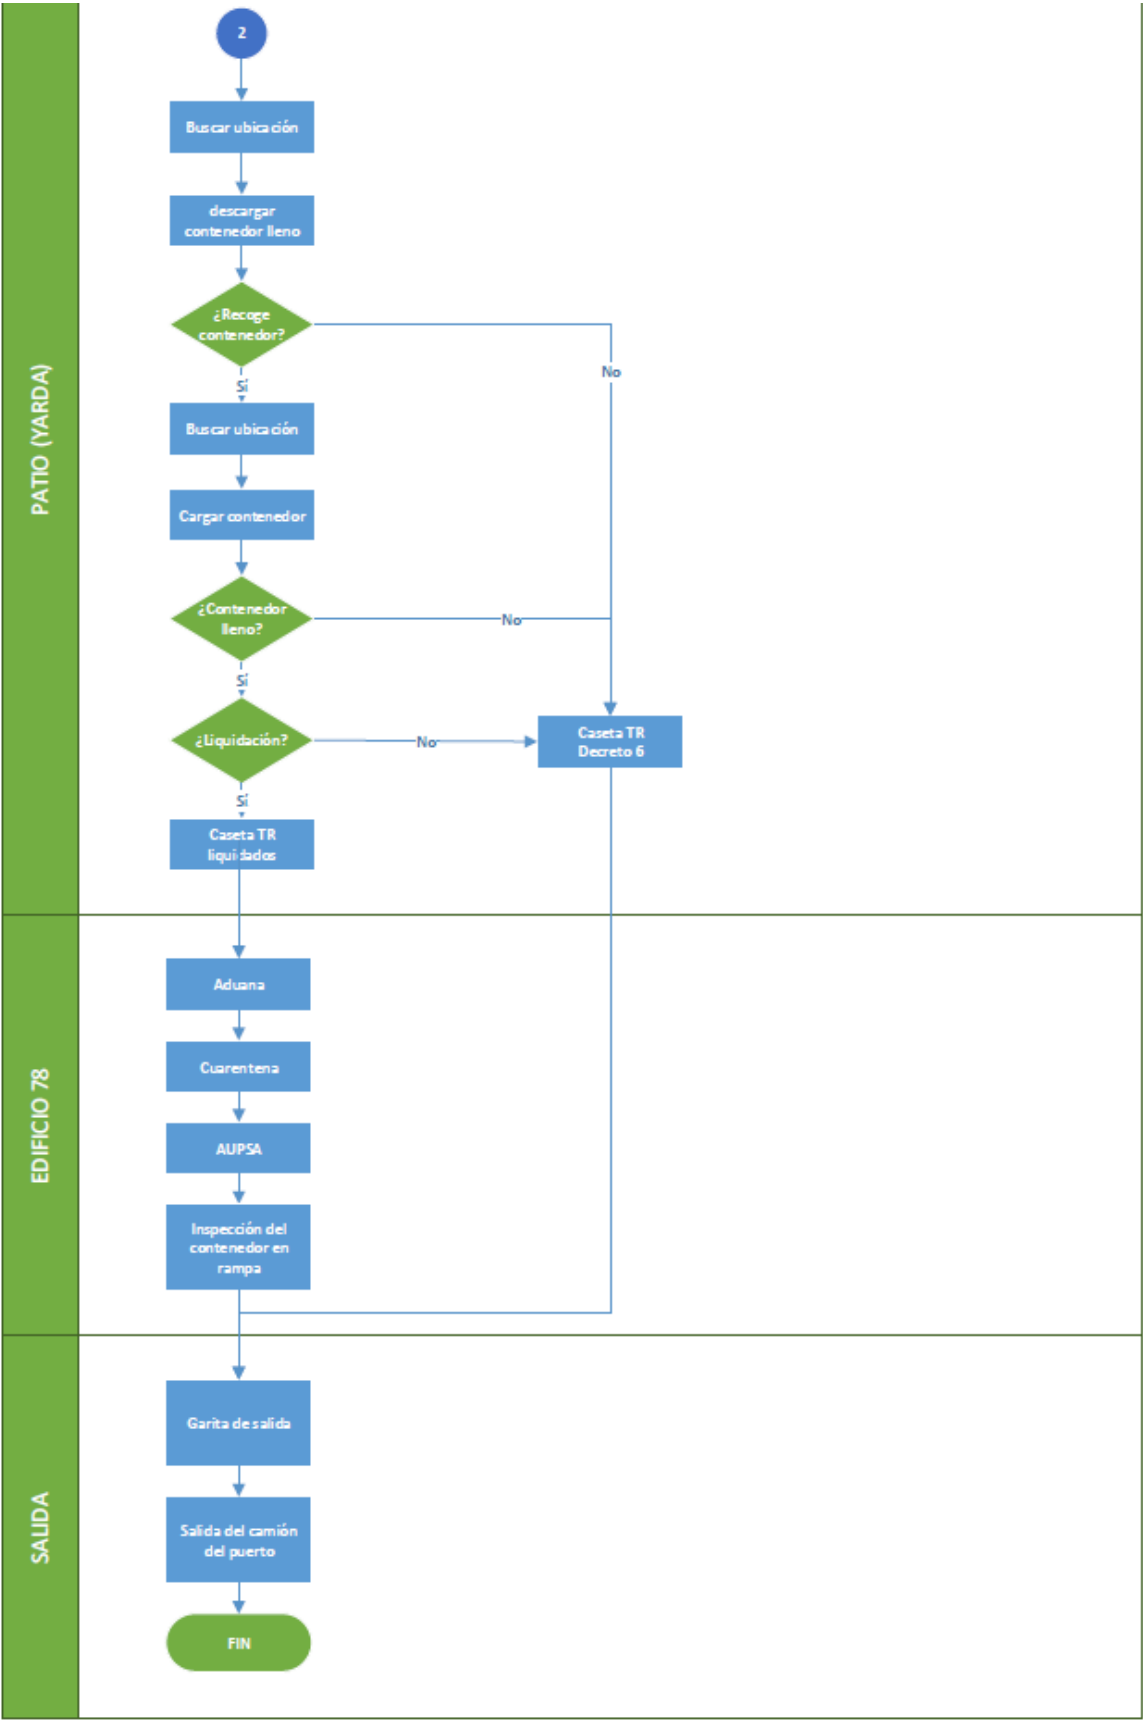 PATIO (YARDA)
2
Buscar ubicación
descargar
contenedor lleno
¿Recoge
contenedor?
No
Sí
Buscar ubicación
Cargar contenedor
¿Contenedor
lleno?
No
Sí
¿Liquidación?
No
Caseta TR
Decreto 6
Sí
Caseta TR
liquidados
EDIFICIO 78
Aduana
Cuarentena
AUPSA
Inspección del
contenedor en
rampa
SALIDA
Garita de salida
Salida del camión
del puerto
FIN